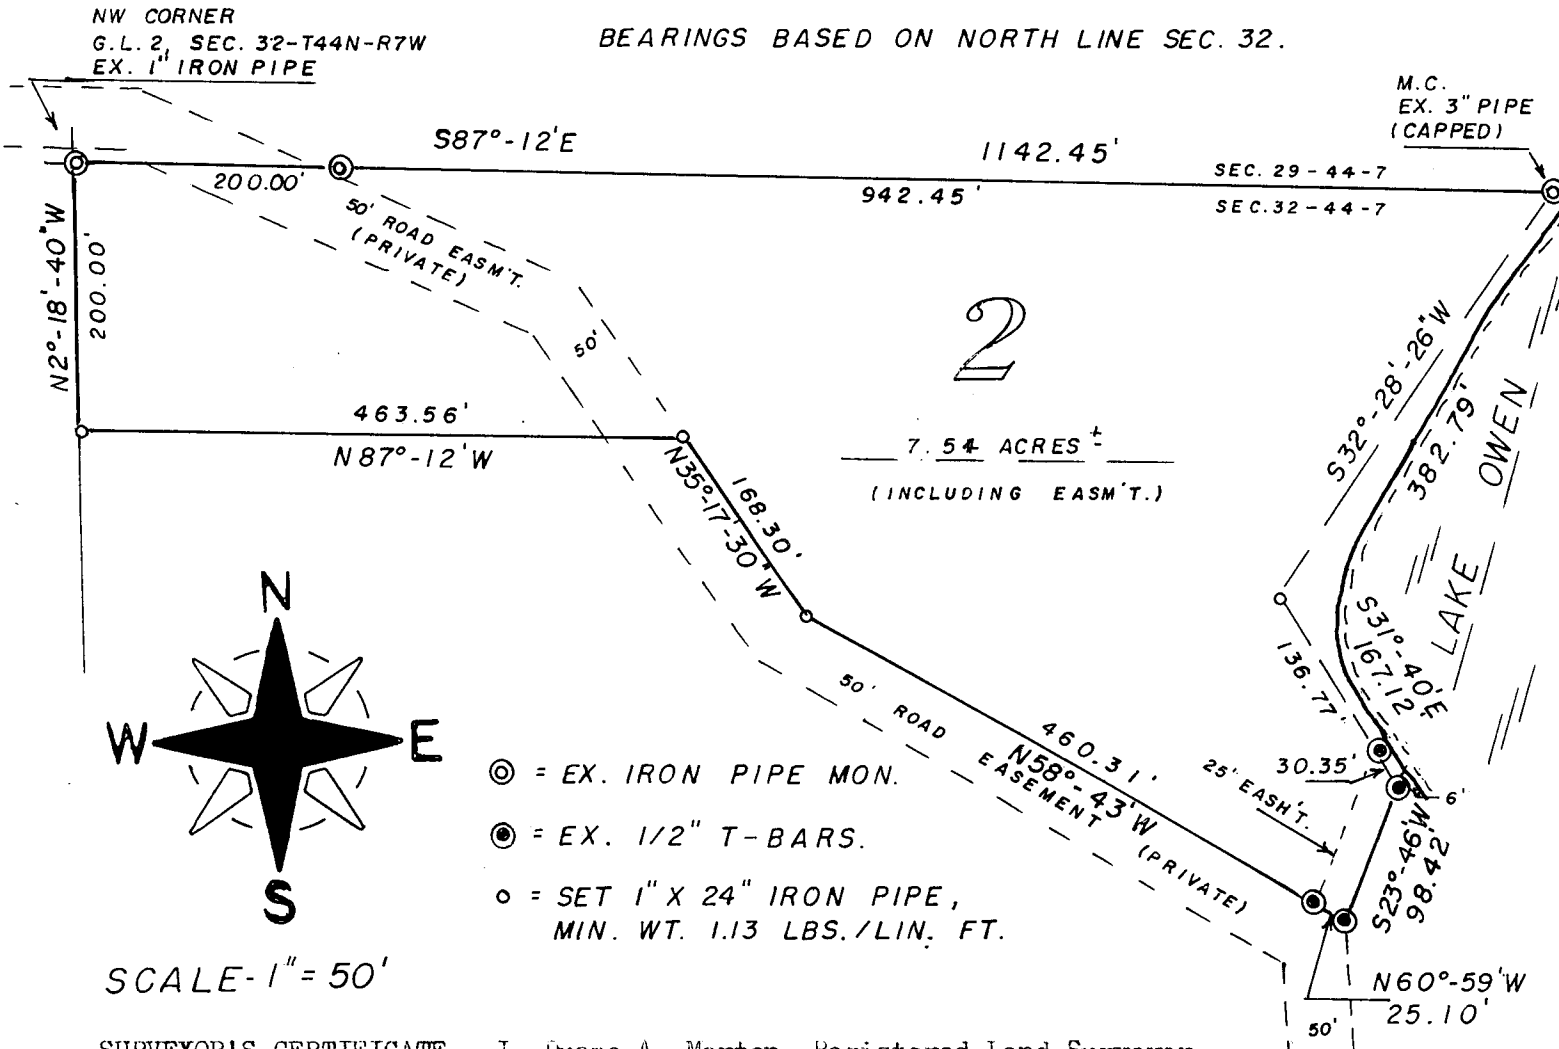 NW CORNER
G.L. 2, SEC. 32-T44N-R7W
EX. 1" IRON PIPE
BEARINGS BASED ON NORTH LINE SEC. 32.
M.C.
EX. 3" PIPE
(CAPPED)
S87°-12'E
1142.45'
200.00'
942.45'
SEC. 29-44-7
SEC. 32-44-7
N2°-18'-40"W
200.00'
50' ROAD EASM'T.
(PRIVATE)
50'
2
7.54 ACRES ±
(INCLUDING EASM'T.)
463.56'
N87°-12'W
168.30'
N35°-17'-30"W
S32°-28'-26"W
382.79'
LAKE OWEN
S31°-40'E
167.12
136.77'
30.35'
6'
25' EASM'T.
S23°-46'W
98.42'
460.31'
N58°-43'W
50' ROAD EASEMENT (PRIVATE)
N60°-59'W
25.10'
50'
N
W
E
S
= EX. IRON PIPE MON.
= EX. 1/2" T-BARS.
= SET 1" X 24" IRON PIPE,
MIN. WT. 1.13 LBS./LIN. FT.
SCALE- 1" = 50'
SURVEYOR'S CERTIFICATE